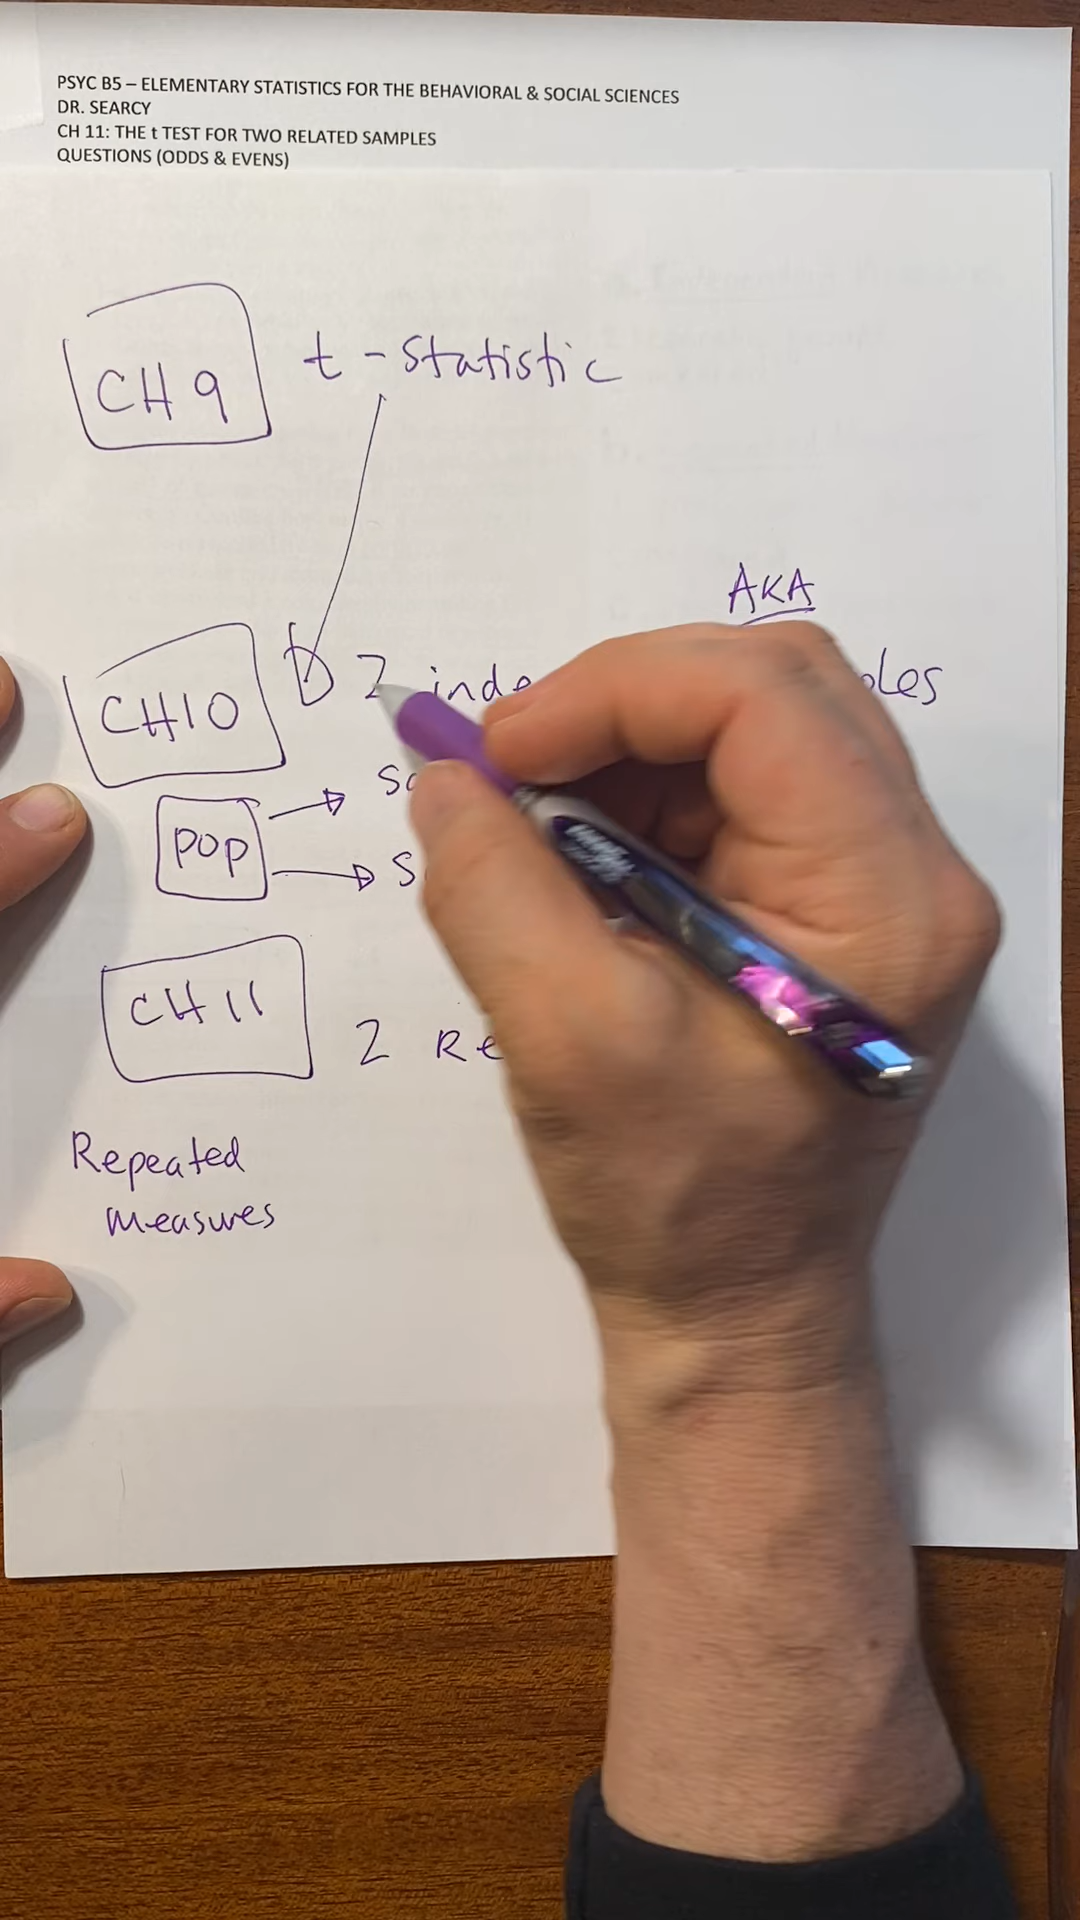 PSYC B5 – ELEMENTARY STATISTICS FOR THE BEHAVIORAL & SOCIAL SCIENCES
DR. SEARCY
CH 11: THE t TEST FOR TWO RELATED SAMPLES
QUESTIONS (ODDS & EVENS)
CH 9 t - Statistic
AKA
CH10 2 inde ples
POP
CH 11 2 Re
Repeated
measures